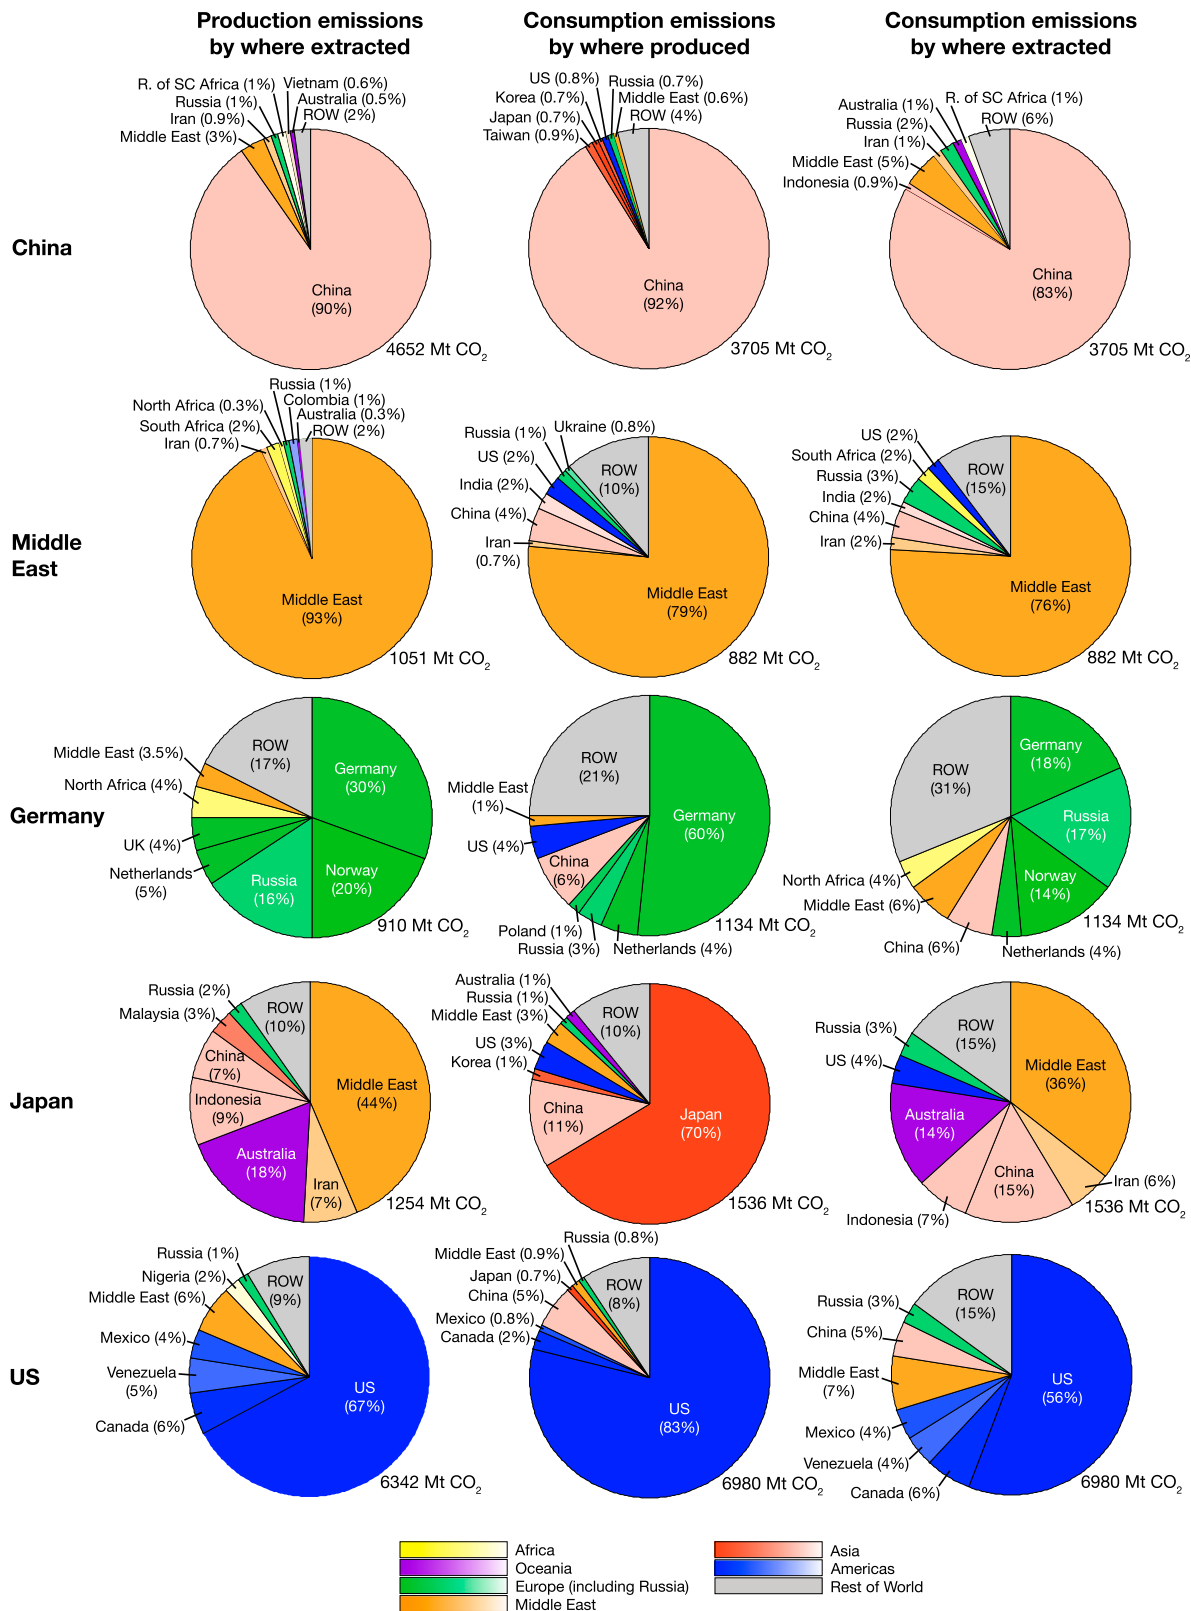 Production emissions
by where extracted
Consumption emissions
by where produced
Consumption emissions
by where extracted
China
R. of SC Africa (1%)
Vietnam (0.6%)
Russia (1%)
Australia (0.5%)
Iran (0.9%)
ROW (2%)
Middle East (3%)
China
(90%)
4652 Mt CO2
US (0.8%)
Russia (0.7%)
Korea (0.7%)
Middle East (0.6%)
Japan (0.7%)
ROW (4%)
Taiwan (0.9%)
China
(92%)
3705 Mt CO2
R. of SC Africa (1%)
Australia (1%)
ROW (6%)
Russia (2%)
Iran (1%)
Middle East (5%)
Indonesia (0.9%)
China
(83%)
3705 Mt CO2
Middle
East
Russia (1%)
Colombia (1%)
North Africa (0.3%)
Australia (0.3%)
South Africa (2%)
ROW (2%)
Iran (0.7%)
Middle East
(93%)
1051 Mt CO2
Ukraine (0.8%)
Russia (1%)
US (2%)
ROW
(10%)
India (2%)
China (4%)
Iran
(0.7%)
Middle East
(79%)
882 Mt CO2
US (2%)
South Africa (2%)
ROW
(15%)
Russia (3%)
India (2%)
China (4%)
Iran (2%)
Middle East
(76%)
882 Mt CO2
Germany
Middle East (3.5%)
ROW
(17%)
Germany
(30%)
North Africa (4%)
UK (4%)
Netherlands
(5%)
Russia
(16%)
Norway
(20%)
910 Mt CO2
ROW
(21%)
Middle East
(1%)
Germany
(60%)
US (4%)
China
(6%)
Poland (1%)
Russia (3%)
Netherlands (4%)
1134 Mt CO2
Germany
(18%)
ROW
(31%)
Russia
(17%)
North Africa (4%)
Norway
(14%)
Middle East (6%)
China (6%)
Netherlands (4%)
1134 Mt CO2
Japan
Russia (2%)
Malaysia (3%)
ROW
(10%)
China
(7%)
Middle East
(44%)
Indonesia
(9%)
Australia
(18%)
Iran
(7%)
1254 Mt CO2
Australia (1%)
Russia (1%)
Middle East (3%)
ROW
(10%)
US (3%)
Korea (1%)
China
(11%)
Japan
(70%)
1536 Mt CO2
Russia (3%)
ROW
(15%)
US (4%)
Middle East
(36%)
Australia
(14%)
China
(15%)
Iran (6%)
Indonesia (7%)
1536 Mt CO2
US
Russia (1%)
Nigeria (2%)
ROW
(9%)
Middle East (6%)
Mexico (4%)
Venezuela
(5%)
US
(67%)
Canada (6%)
6342 Mt CO2
Russia (0.8%)
Middle East (0.9%)
Japan (0.7%)
ROW
(8%)
China (5%)
Mexico (0.8%)
Canada (2%)
US
(83%)
6980 Mt CO2
Russia (3%)
ROW
(15%)
China (5%)
Middle East
(7%)
US
(56%)
Mexico (4%)
Venezuela (4%)
Canada (6%)
6980 Mt CO2
Africa
Oceania
Europe (including Russia)
Middle East
Asia
Americas
Rest of World